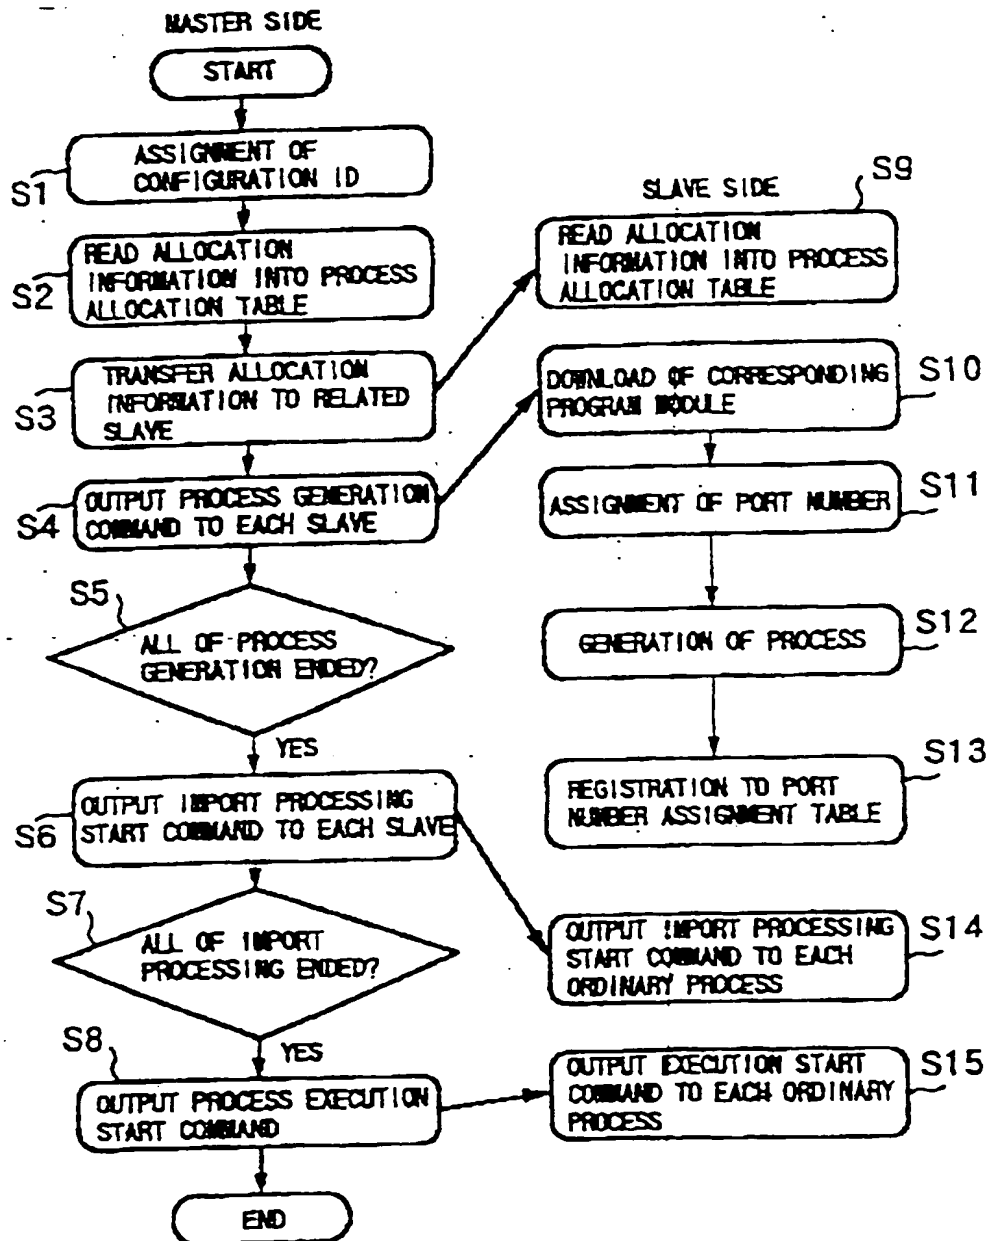 MASTER SIDE
START
S1
ASSIGNMENT OF
CONFIGURATION ID
S2
READ ALLOCATION
INFORMATION INTO PROCESS
ALLOCATION TABLE
S3
TRANSFER ALLOCATION
INFORMATION TO RELATED
SLAVE
S4
OUTPUT PROCESS GENERATION
COMMAND TO EACH SLAVE
S5
ALL OF PROCESS
GENERATION ENDED?
YES
S6
OUTPUT IMPORT PROCESSING
START COMMAND TO EACH SLAVE
S7
ALL OF IMPORT
PROCESSING ENDED?
YES
S8
OUTPUT PROCESS EXECUTION
START COMMAND
END
SLAVE SIDE
S9
READ ALLOCATION
INFORMATION INTO PROCESS
ALLOCATION TABLE
S10
DOWNLOAD OF CORRESPONDING
PROGRAM MODULE
S11
ASSIGNMENT OF PORT NUMBER
S12
GENERATION OF PROCESS
S13
REGISTRATION TO PORT
NUMBER ASSIGNMENT TABLE
S14
OUTPUT IMPORT PROCESSING
START COMMAND TO EACH
ORDINARY PROCESS
S15
OUTPUT EXECUTION START
COMMAND TO EACH ORDINARY
PROCESS